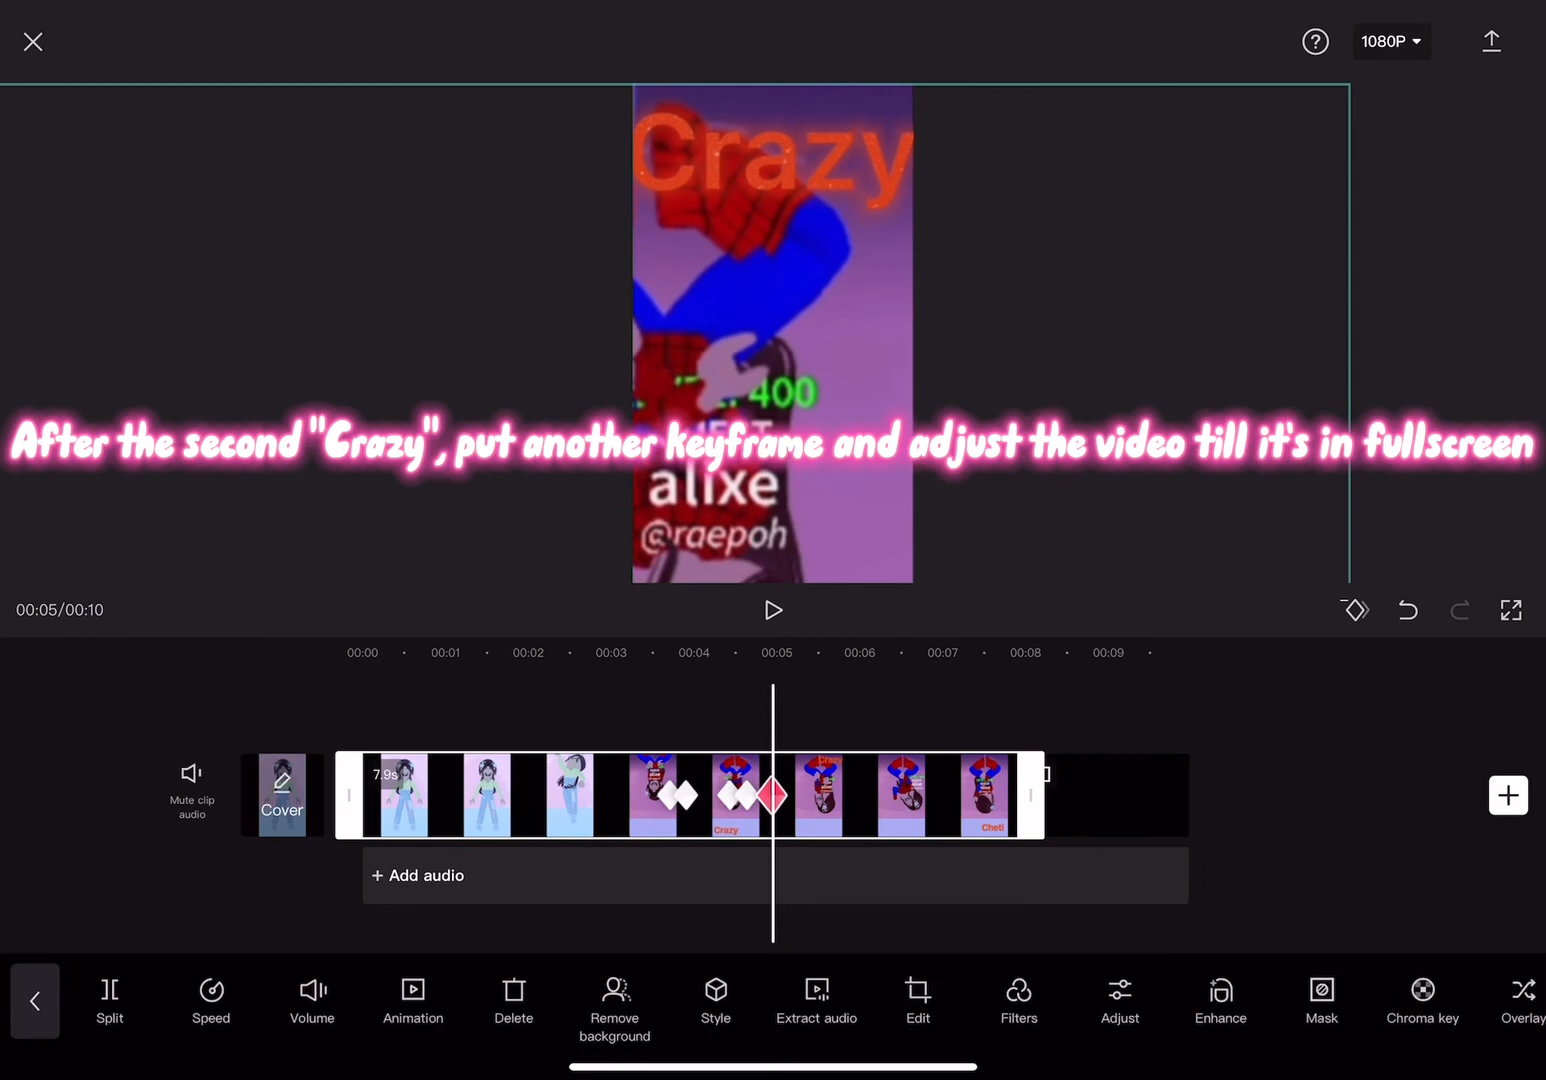 1080P
Crazy
400
alixe
@raepoh
After the second "Crazy", put another keyframe and adjust the video till it's in fullscreen
00:05/00:10
00:00 00:01 00:02 00:03 00:04 00:05 00:06 00:07 00:08 00:09
Mute clip
audio
Cover
7.9s
Crazy
Crazy
Cheti
+ Add audio
Split
Speed
Volume
Animation
Delete
Remove
background
Style
Extract audio
Edit
Filters
Adjust
Enhance
Mask
Chroma key
Overlay